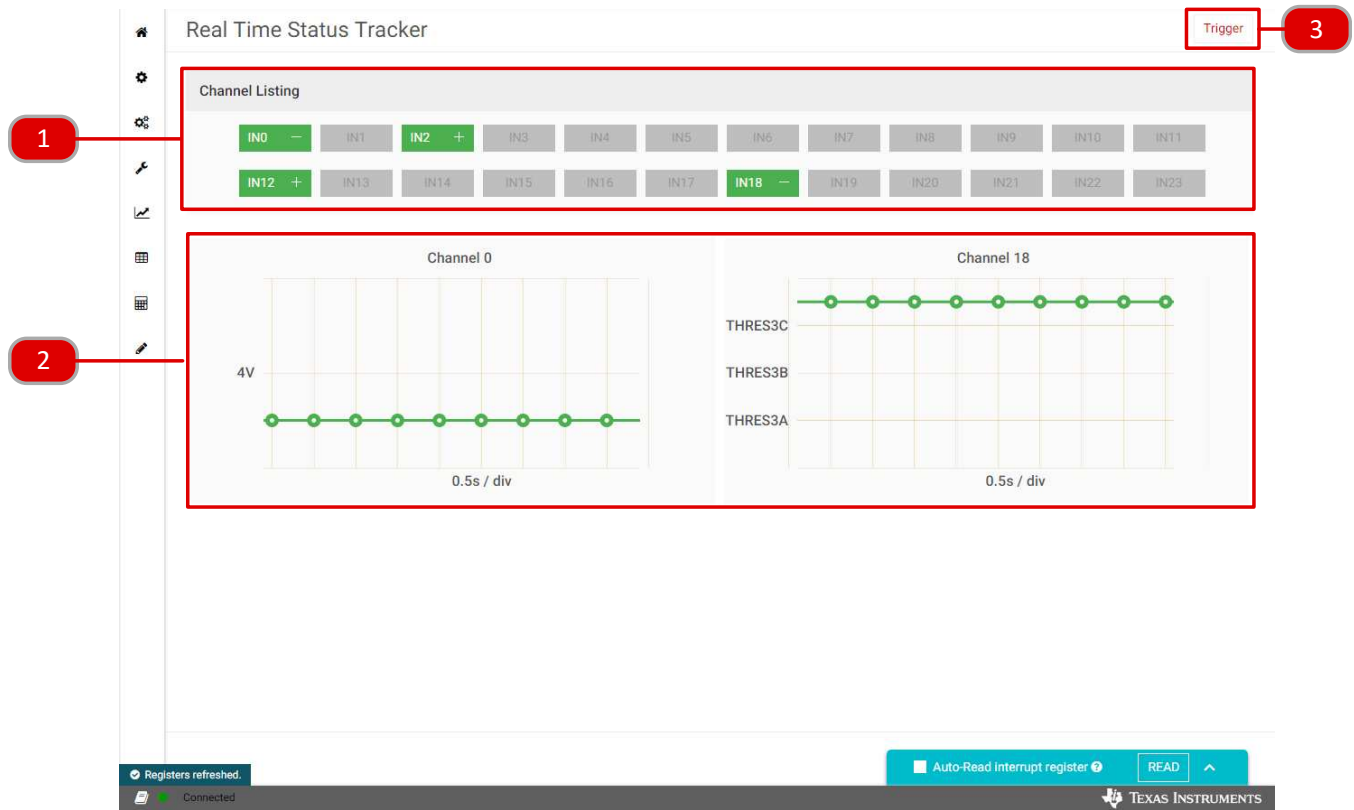 Real Time Status Tracker
Trigger
3
Channel Listing
1
IN0 − IN1 IN2 + IN3 IN4 IN5 IN6 IN7 IN8 IN9 IN10 IN11
IN12 + IN13 IN14 IN15 IN16 IN17 IN18 − IN19 IN20 IN21 IN22 IN23
2
Channel 0
4V
0.5s / div
Channel 18
THRES3C
THRES3B
THRES3A
0.5s / div
Auto-Read interrupt register ?
READ
Registers refreshed.
Connected
TEXAS INSTRUMENTS